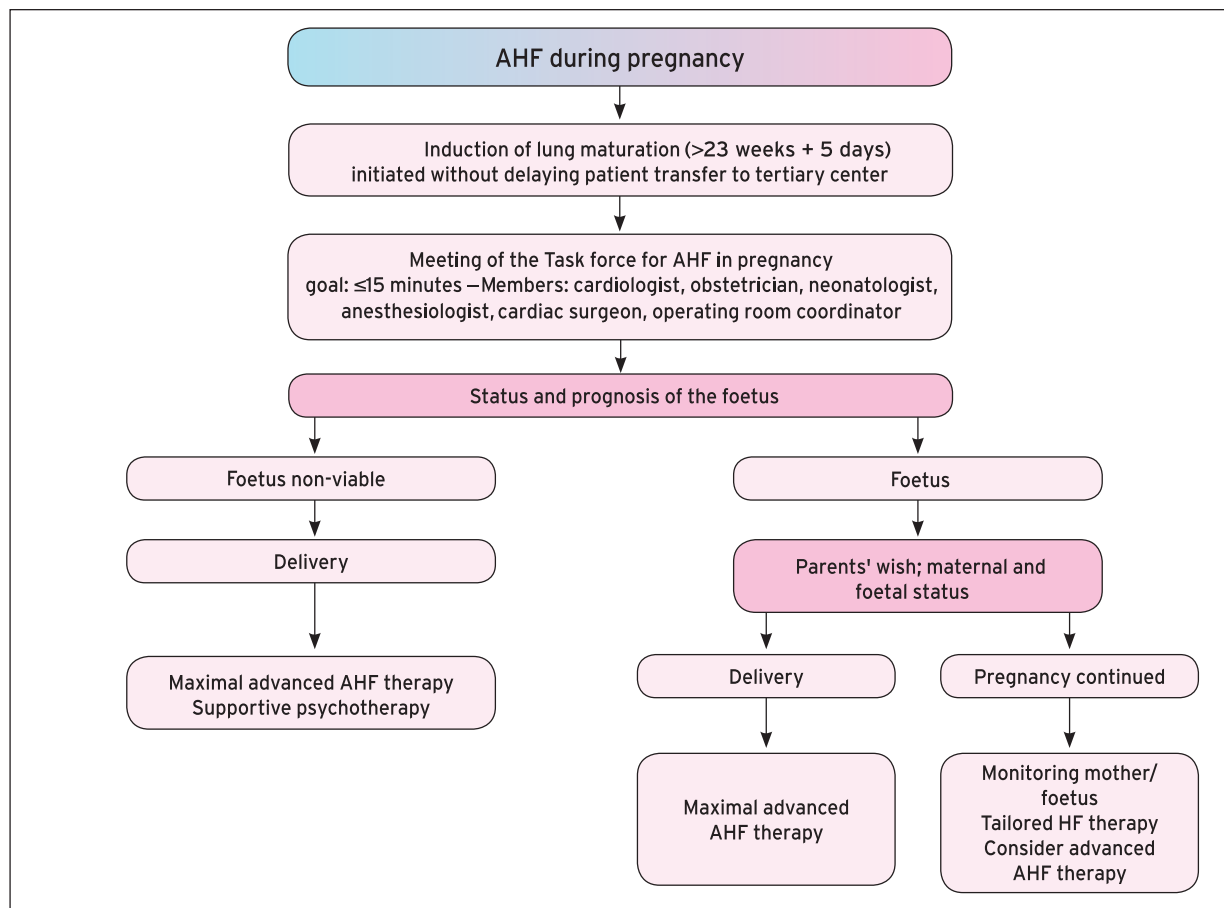 AHF during pregnancy
Induction of lung maturation (>23 weeks + 5 days)
initiated without delaying patient transfer to tertiary center
Meeting of the Task force for AHF in pregnancy
goal: ≤15 minutes —Members: cardiologist, obstetrician, neonatologist,
anesthesiologist, cardiac surgeon, operating room coordinator
Status and prognosis of the foetus
Foetus non-viable
Delivery
Maximal advanced AHF therapy
Supportive psychotherapy
Foetus
Parents' wish; maternal and
foetal status
Delivery
Maximal advanced
AHF therapy
Pregnancy continued
Monitoring mother/
foetus
Tailored HF therapy
Consider advanced
AHF therapy